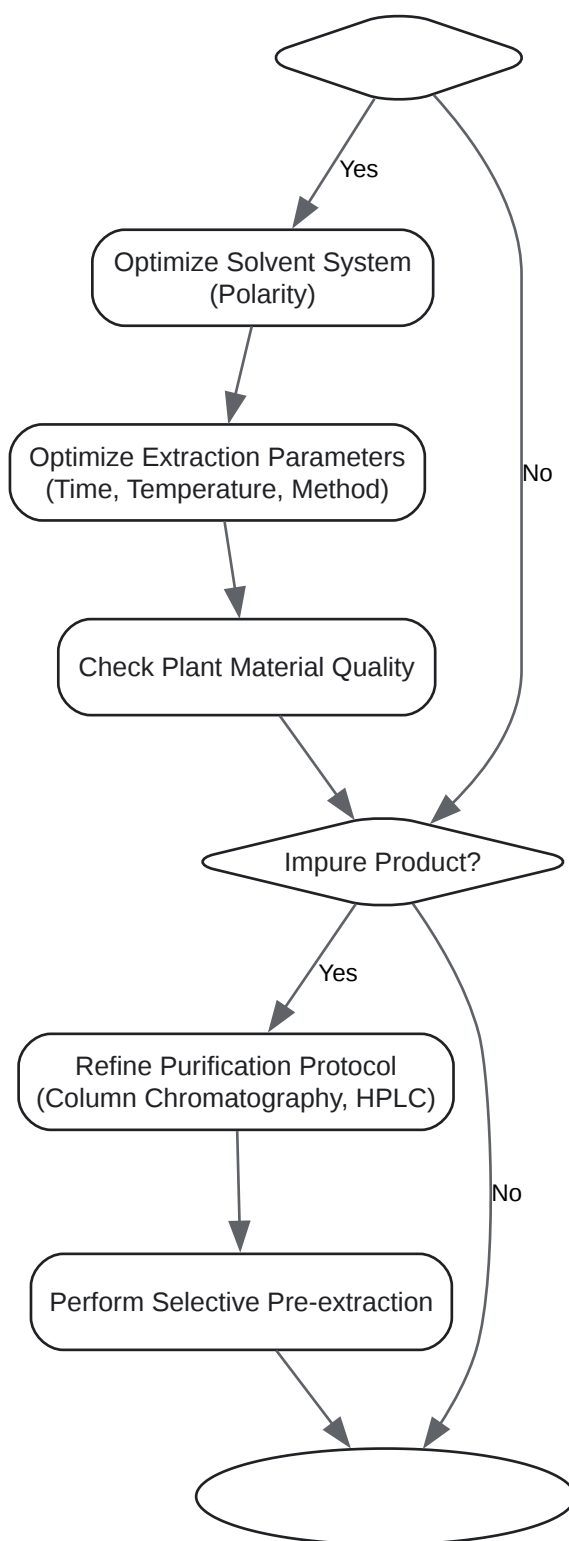 Yes
Optimize Solvent System
(Polarity)
Optimize Extraction Parameters
(Time, Temperature, Method)
No
Check Plant Material Quality
Impure Product?
Yes
Refine Purification Protocol
(Column Chromatography, HPLC)
No
Perform Selective Pre-extraction